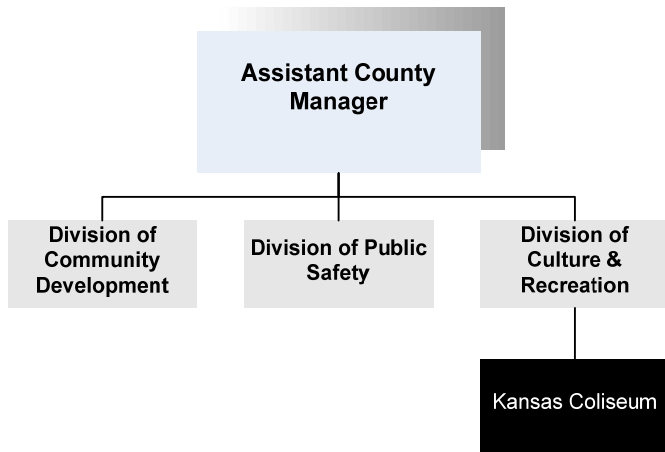 Assistant County
Manager
Division of
Community
Development
Division of Public
Safety
Division of
Culture &
Recreation
Kansas Coliseum